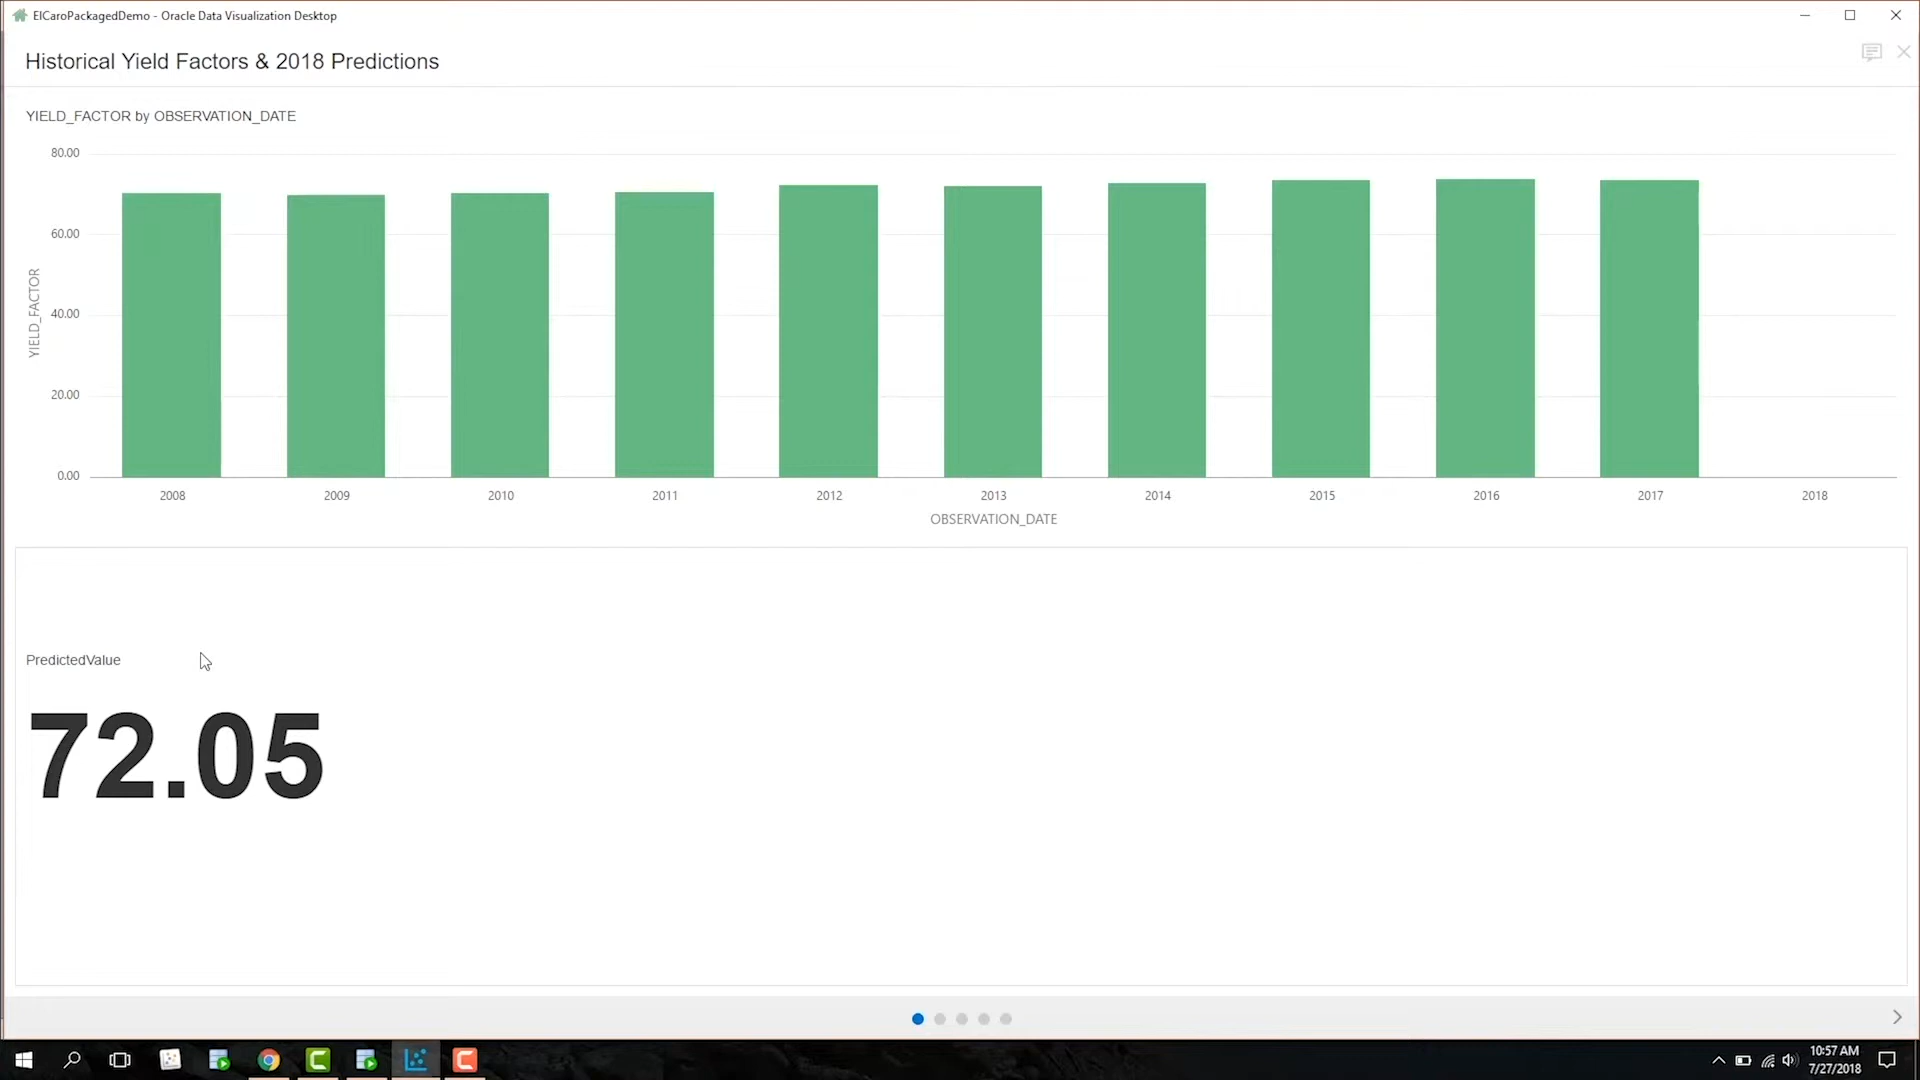 ElCaroPackagedDemo - Oracle Data Visualization Desktop
Historical Yield Factors & 2018 Predictions
YIELD_FACTOR by OBSERVATION_DATE
80.00
60.00
40.00
20.00
0.00
YIELD_FACTOR
2008 2009 2010 2011 2012 2013 2014 2015 2016 2017 2018
OBSERVATION_DATE
PredictedValue
72.05
10:57 AM
7/27/2018